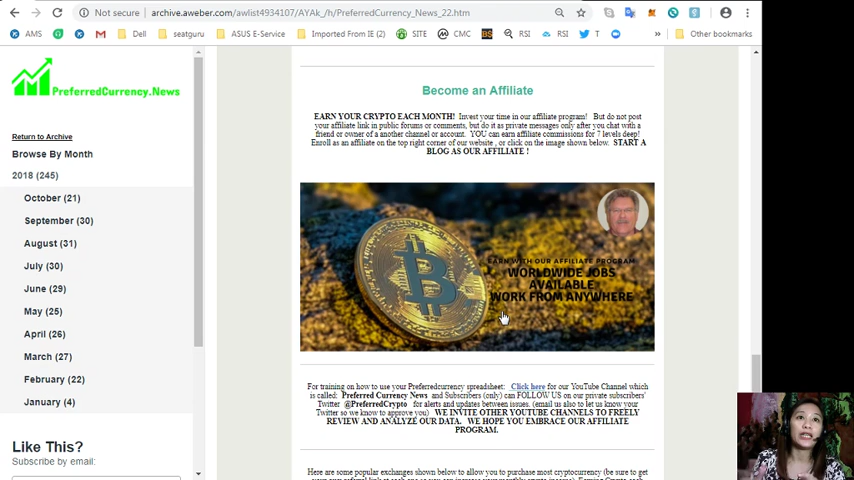 archive.aweber.com/awlist4934107/AYAk_/h/PreferredCurrency_News_22.htm
AMS
Dell
seatguru
ASUS E-Service
Imported From IE (2)
SITE
CMC
BS
RSI
RSI
T
»
Other bookmarks
PreferredCurrency.News
Return to Archive
Browse By Month
2018 (245)
October (21)
September (30)
August (31)
July (30)
June (29)
May (25)
April (26)
March (27)
February (22)
January (4)
Like This?
Subscribe by email:
Become an Affiliate
EARN YOUR CRYPTO EACH MONTH! Invest your time in our affiliate program! But do not post
your affiliate link in public forums or comments, but do it as private messages only after you chat with a
friend or owner of another channel or account. YOU can earn affiliate commissions for 7 levels deep!
Enroll as an affiliate on the top right corner of our website , or click on the image shown below. START A
BLOG AS OUR AFFILIATE !
EARN WITH OUR AFFILIATE PROGRAM
WORLDWIDE JOBS
AVAILABLE
WORK FROM ANYWHERE
For training on how to use your Preferredcurrency spreadsheet: Click here for our YouTube Channel which
is called; Preferred Currency News and Subscribers (only) can FOLLOW US on our private subscribers'
Twitter @PreferredCrypto for alerts and updates between issues. (email us also to let us know your
Twitter so we know to approve you) WE INVITE OTHER YOUTUBE CHANNELS TO FREELY
REVIEW AND ANALYZE OUR DATA. WE HOPE YOU EMBRACE OUR AFFILIATE
PROGRAM.
Here are some popular exchanges shown below to allow you to purchase most cryptocurrency (be sure to get